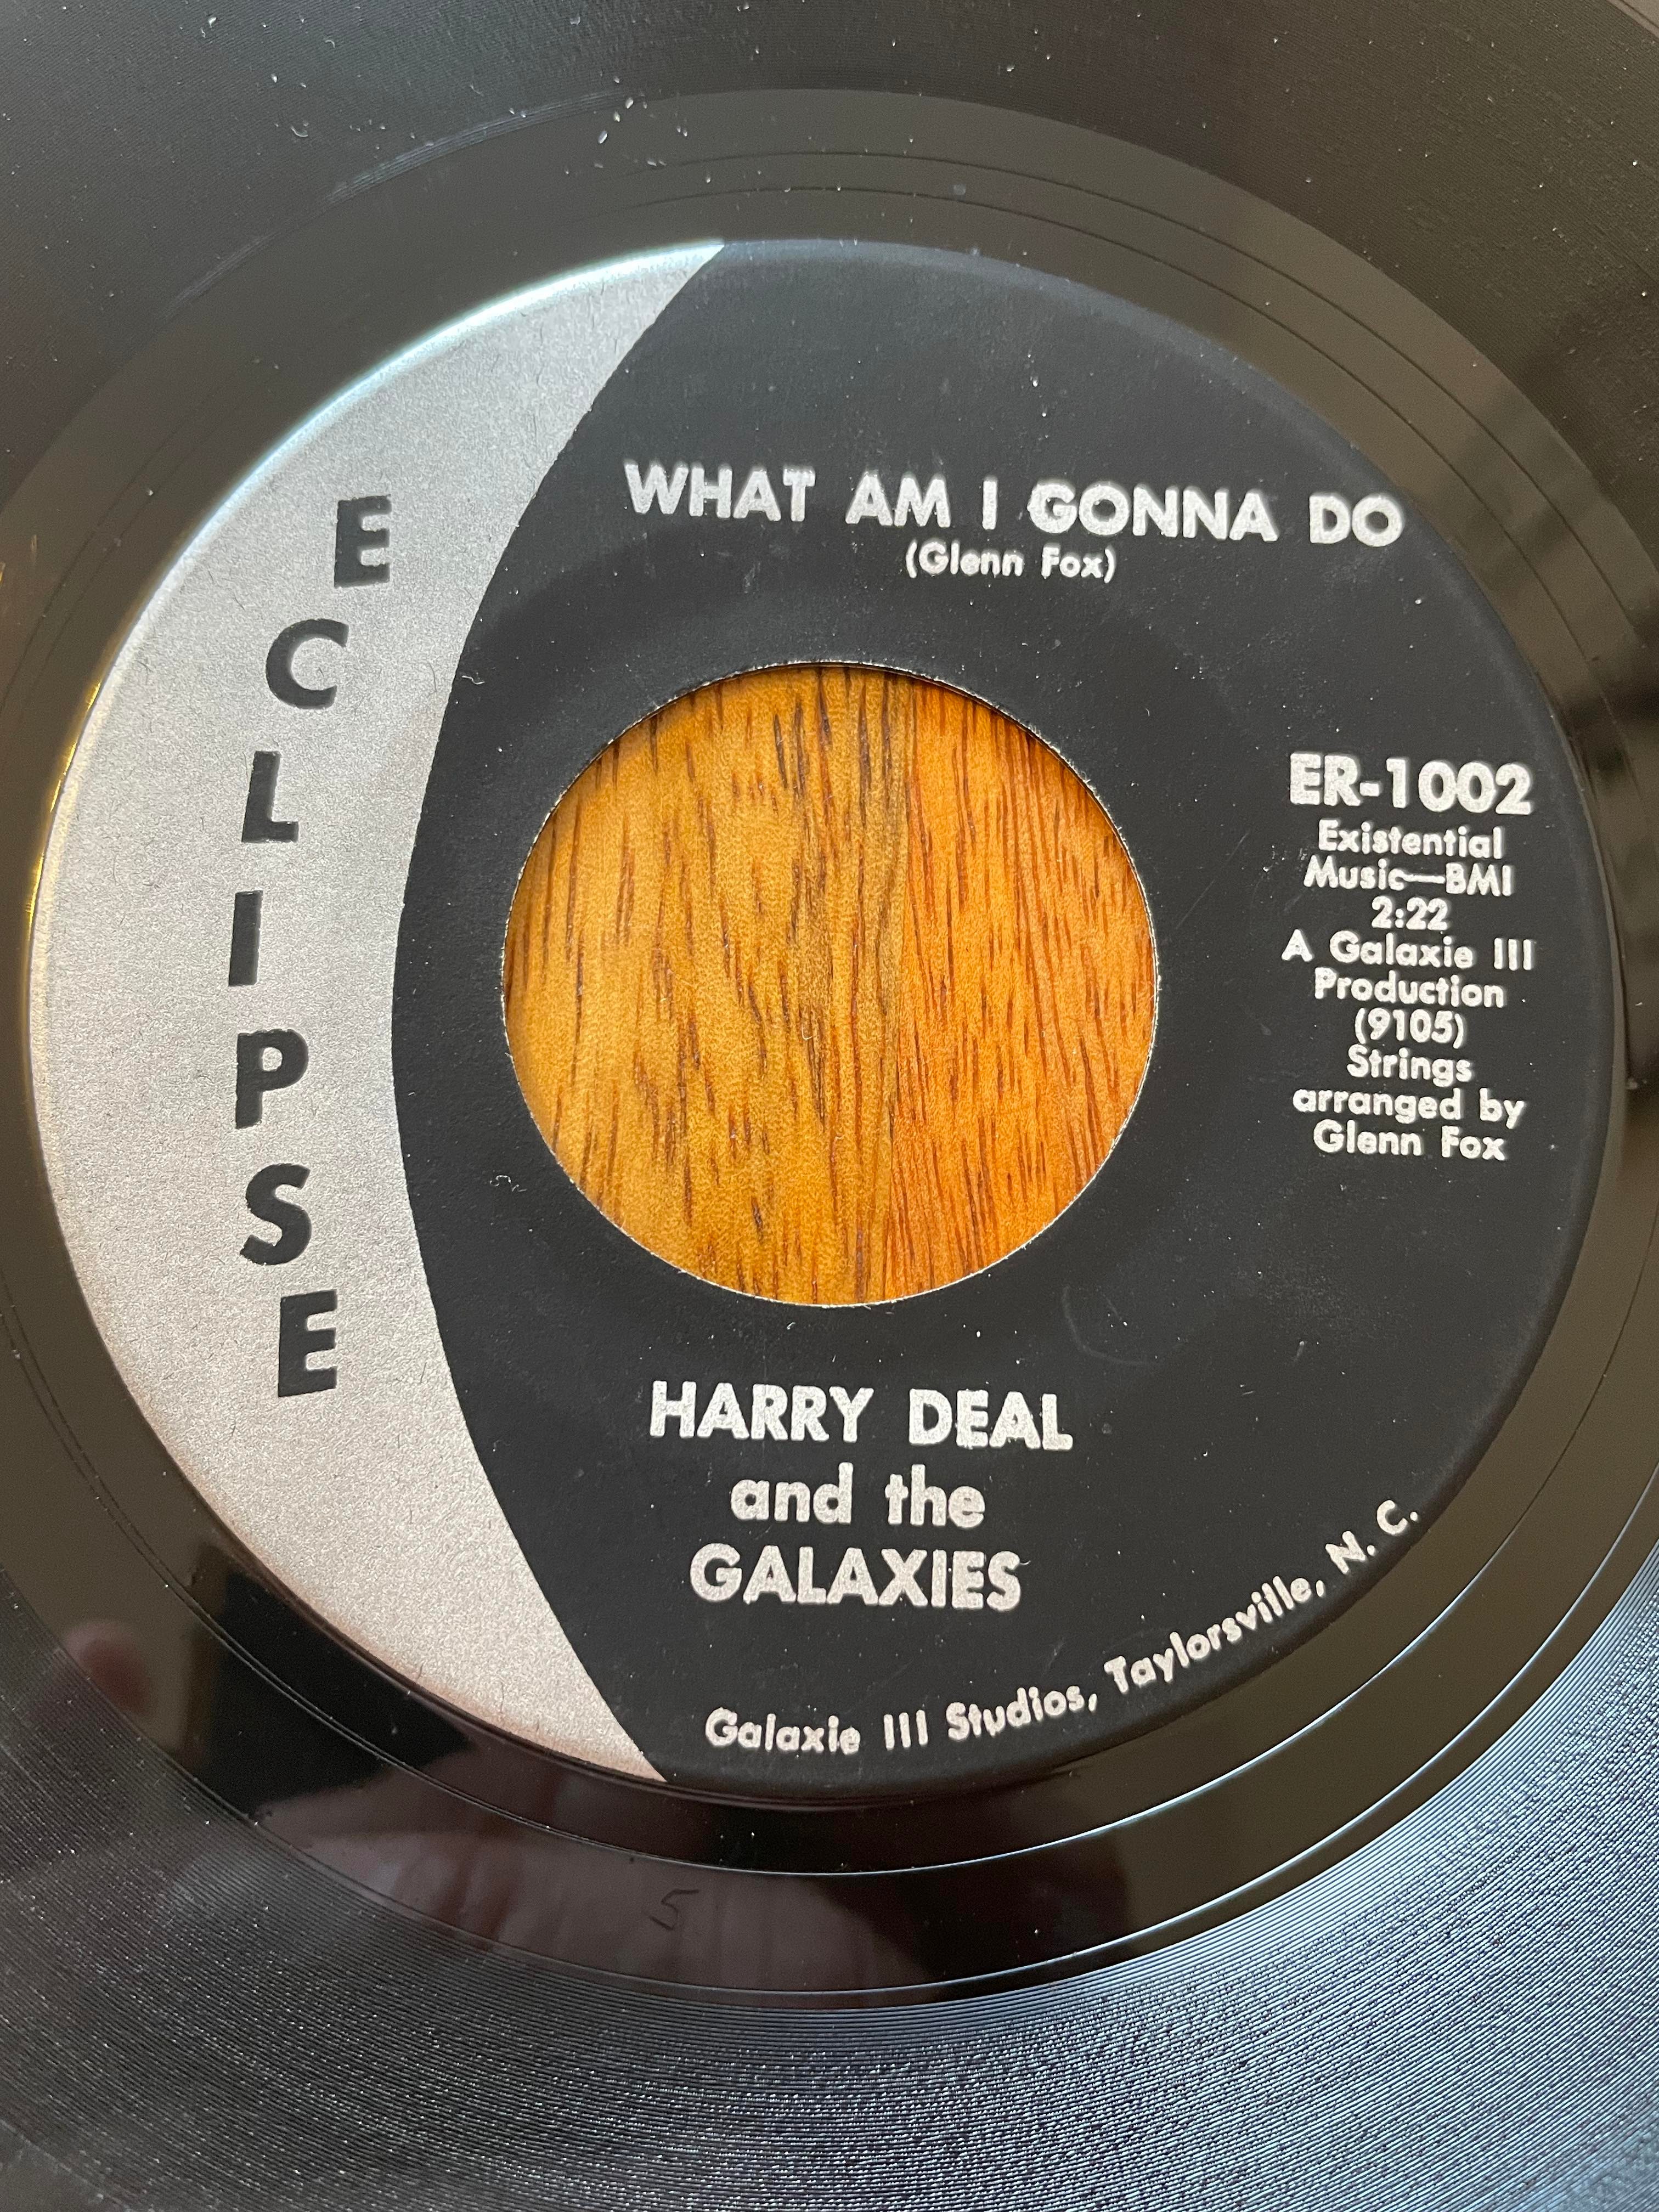 ECLIPSE
WHAT AM I GONNA DO
(Glenn Fox)
ER-1002
Existential
Music—BMI
2:22
A Galaxie III
Production
(9105)
Strings
arranged by
Glenn Fox
HARRY DEAL
and the
GALAXIES
Galaxie III Studios, Taylorsville, N. C.
5